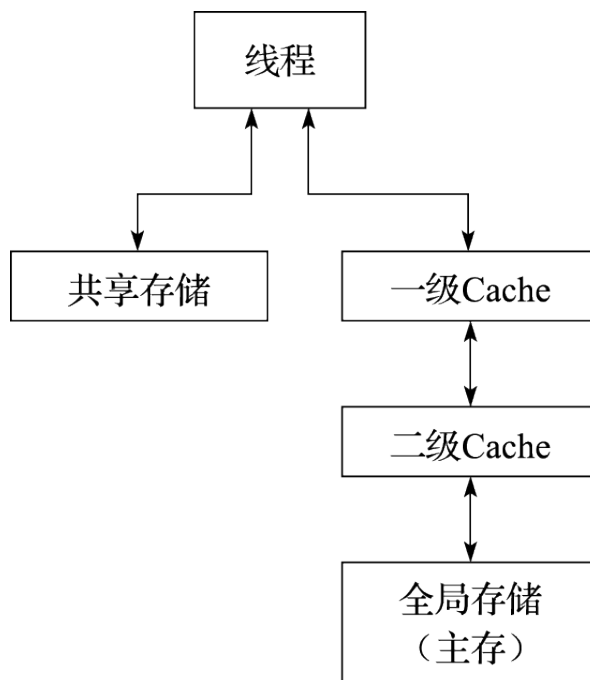 线程
共享存储
一级Cache
二级Cache
全局存储
（主存）